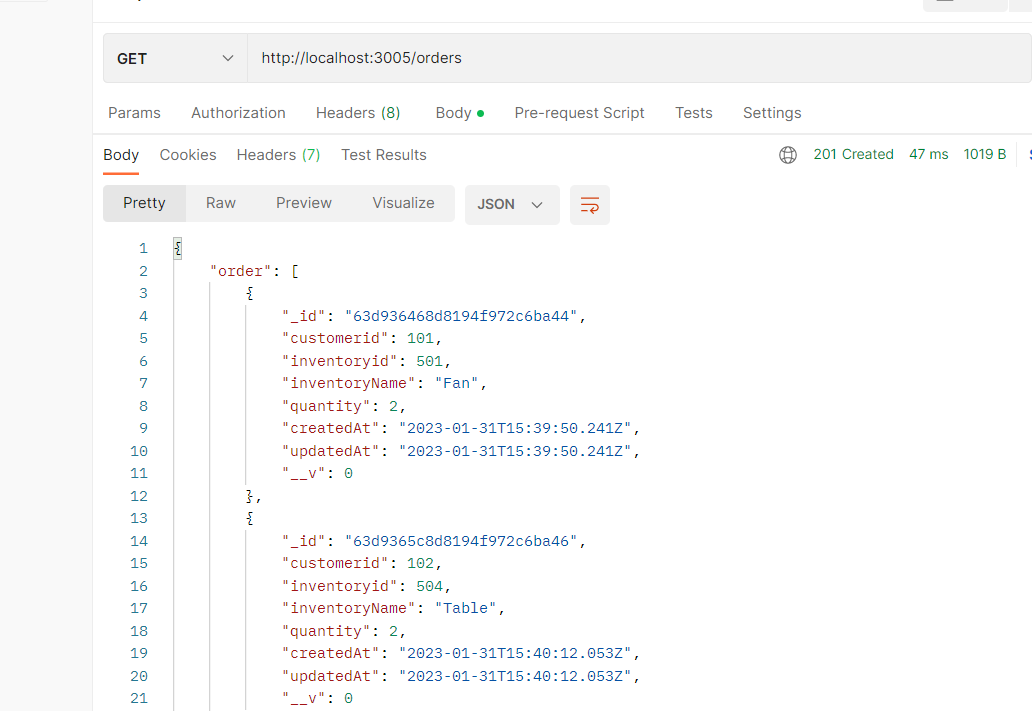 GET http://localhost:3005/orders
Params Authorization Headers (8) Body Pre-request Script Tests Settings
Body Cookies Headers (7) Test Results 201 Created 47 ms 1019 B
Pretty Raw Preview Visualize JSON
1 {
2 "order": [
3 {
4 "_id": "63d936468d8194f972c6ba44",
5 "customerid": 101,
6 "inventoryid": 501,
7 "inventoryName": "Fan",
8 "quantity": 2,
9 "createdAt": "2023-01-31T15:39:50.241Z",
10 "updatedAt": "2023-01-31T15:39:50.241Z",
11 "__v": 0
12 },
13 {
14 "_id": "63d9365c8d8194f972c6ba46",
15 "customerid": 102,
16 "inventoryid": 504,
17 "inventoryName": "Table",
18 "quantity": 2,
19 "createdAt": "2023-01-31T15:40:12.053Z",
20 "updatedAt": "2023-01-31T15:40:12.053Z",
21 "__v": 0